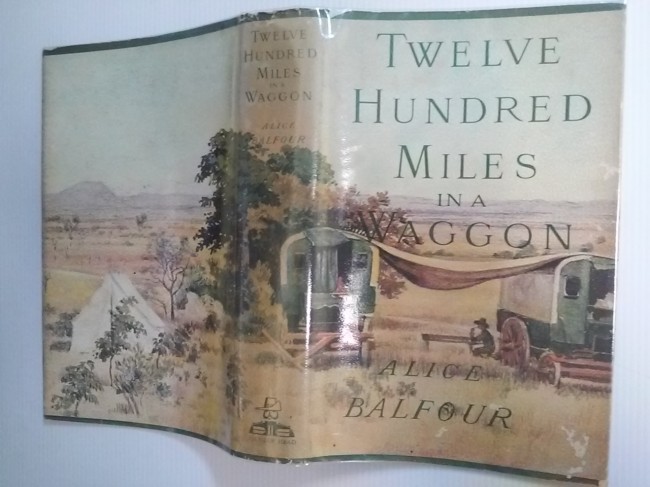 TWELVE
HUNDRED
MILES
IN A
WAGGON
ALICE
BALFOUR
TWELVE
HUNDRED
MILES
IN A
WAGGON
ALICE
BALFOUR